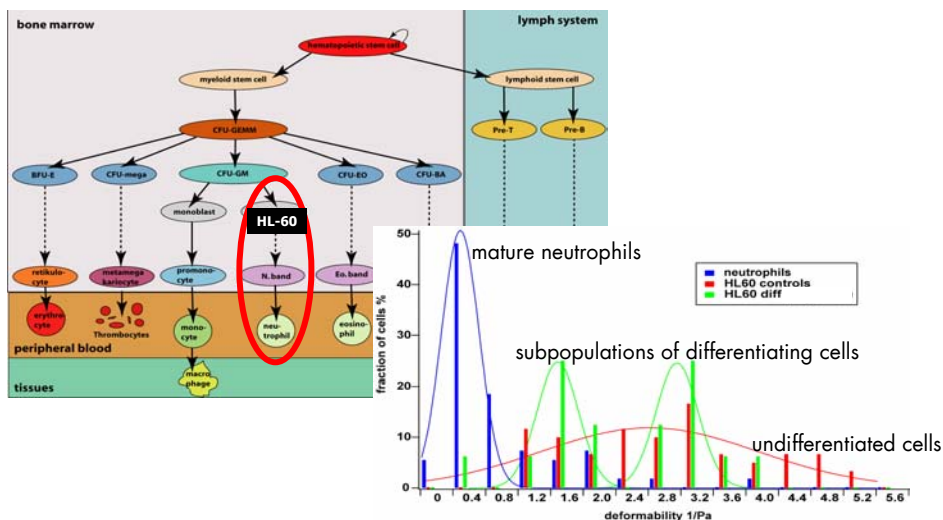 bone marrow
lymph system
hematopoietic stem cell
myeloid stem cell
lymphoid stem cell
CFU-GEMM
Pre-T
Pre-B
BFU-E
CFU-mega
CFU-GM
CFU-EO
CFU-BA
monoblast
HL-60
retikulo-
cyte
metamega
kariocyte
promono-
cyte
N. band
Eo. band
erythro-
cyte
Thrombocytes
mono-
cyte
neu-
trophil
eosino-
phil
peripheral blood
macro
phage
tissues
mature neutrophils
neutrophils
HL60 controls
HL60 diff
subpopulations of differentiating cells
undifferentiated cells
fraction of cells %
50
40
30
20
10
0
0 0.4 0.8 1.2 1.6 2.0 2.4 2.8 3.2 3.6 4.0 4.4 4.8 5.2 5.6
deformability 1/Pa